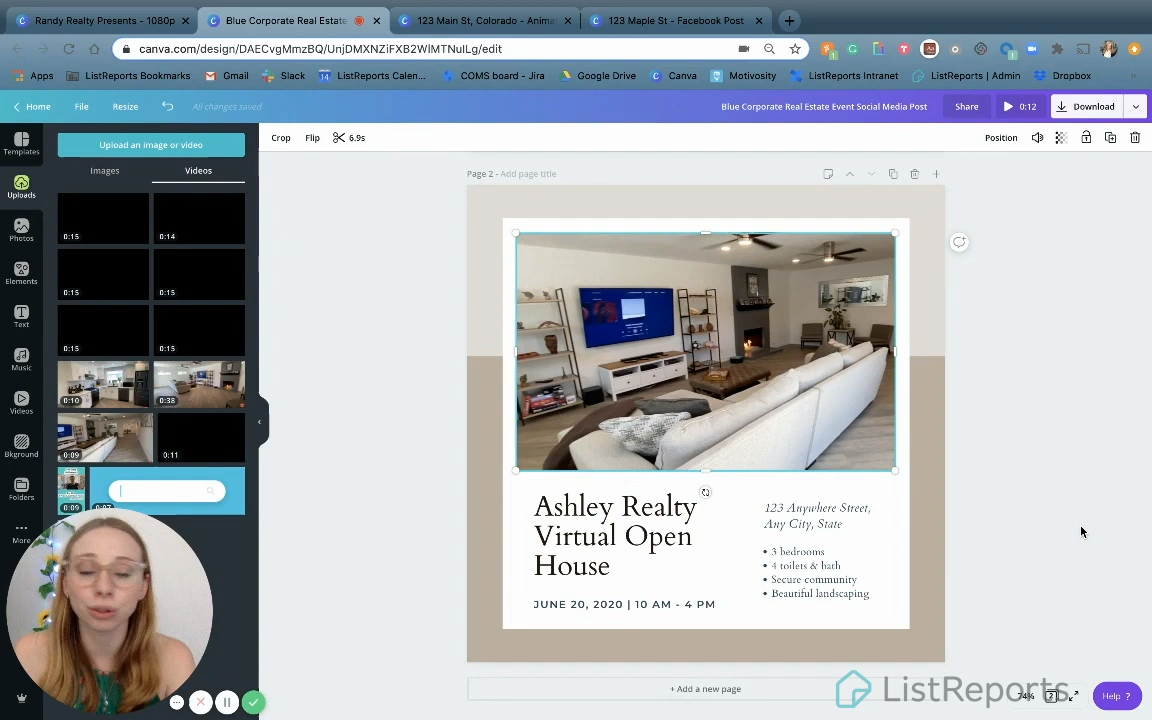 Randy Realty Presents - 1080p
Blue Corporate Real Estate
123 Main St, Colorado - Anima
123 Maple St - Facebook Post
canva.com/design/DAECvgMmzBQ/UnjDMXNZiFXB2WlMTNulLg/edit
Apps
ListReports Bookmarks
Gmail
Slack
14
ListReports Calen...
COMS board - Jira
Google Drive
Canva
Motivosity
ListReports Intranet
ListReports | Admin
Dropbox
Home
File
Resize
All changes saved
Blue Corporate Real Estate Event Social Media Post
Share
0:12
Download
Templates
Uploads
Photos
Elements
Text
Music
Videos
Bkground
Folders
More
Upload an image or video
Images
Videos
0:15
0:14
0:15
0:15
0:15
0:15
0:10
0:38
0:09
0:11
0:09
0:07
Crop
Flip
6.9s
Position
Page 2 - Add page title
Ashley Realty
Virtual Open
House
JUNE 20, 2020 | 10 AM - 4 PM
123 Anywhere Street,
Any City, State
• 3 bedrooms
• 4 toilets & bath
• Secure community
• Beautiful landscaping
+ Add a new page
ListReports
74%
2
Help ?